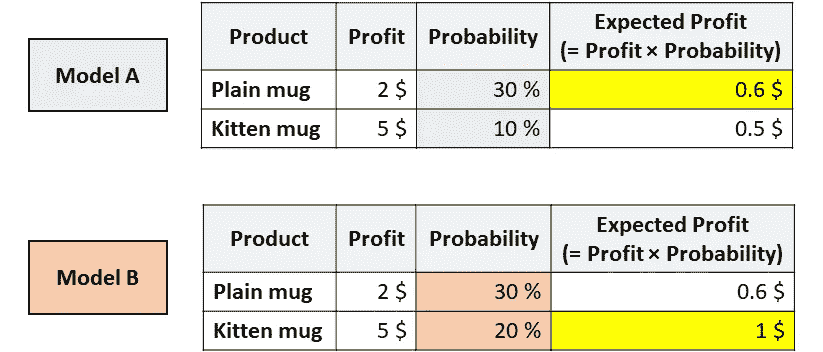 Model A
Product Profit Probability Expected Profit
(= Profit × Probability)
Plain mug 2 $ 30 % 0.6 $
Kitten mug 5 $ 10 % 0.5 $
Model B
Product Profit Probability Expected Profit
(= Profit × Probability)
Plain mug 2 $ 30 % 0.6 $
Kitten mug 5 $ 20 % 1 $